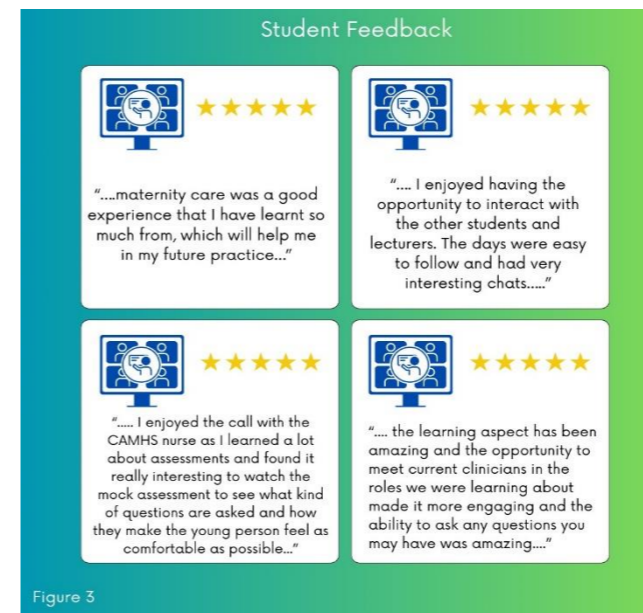 Student Feedback
“....maternity care was a good
experience that I have learnt so
much from, which will help me
in my future practice...”
“.... I enjoyed having the
opportunity to interact with
the other students and
lecturers. The days were easy
to follow and had very
interesting chats.....”
“..... I enjoyed the call with the
CAMHS nurse as I learned a lot
about assessments and found it
really interesting to watch the
mock assessment to see what kind
of questions are asked and how
they make the young person feel as
comfortable as possible...”
“.... the learning aspect has been
amazing and the opportunity to
meet current clinicians in the
roles we were learning about
made it more engaging and the
ability to ask any questions you
may have was amazing....”
Figure 3